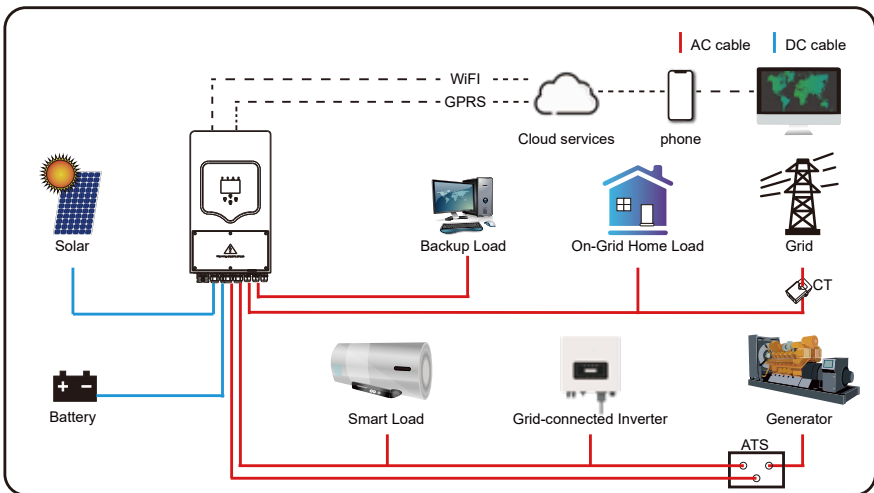 AC cable
DC cable
WiFI
GPRS
Cloud services
phone
Solar
Backup Load
On-Grid Home Load
Grid
CT
Battery
Smart Load
Grid-connected Inverter
Generator
ATS